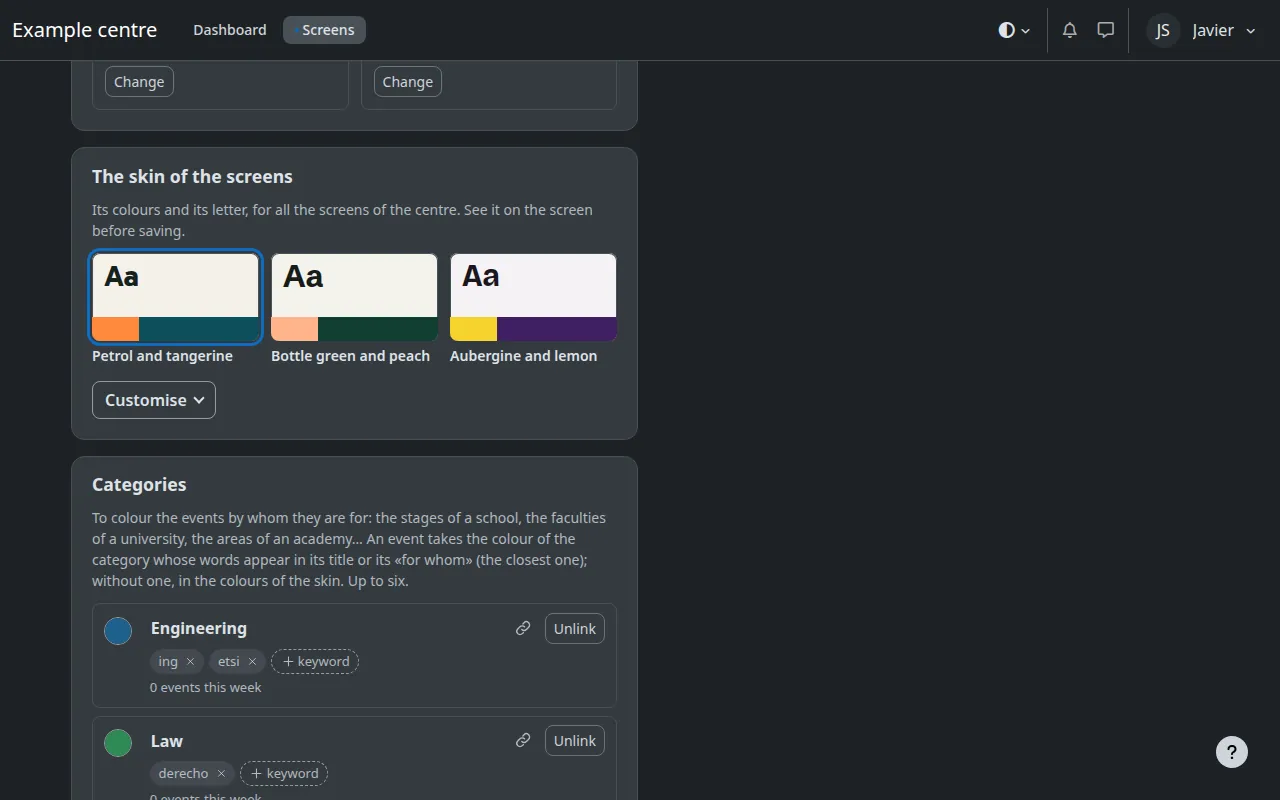 Example centre
Dashboard
Screens
JS
Javier
Change
Change
The skin of the screens
Its colours and its letter, for all the screens of the centre. See it on the screen
before saving.
Aa
Aa
Aa
Petrol and tangerine
Bottle green and peach
Aubergine and lemon
Customise
Categories
To colour the events by whom they are for: the stages of a school, the faculties
of a university, the areas of an academy... An event takes the colour of the
category whose words appear in its title or its «for whom» (the closest one);
without one, in the colours of the skin. Up to six.
Engineering
Unlink
ing ×
etsi ×
+ keyword
0 events this week
Law
Unlink
derecho ×
+ keyword
0 events this week
?